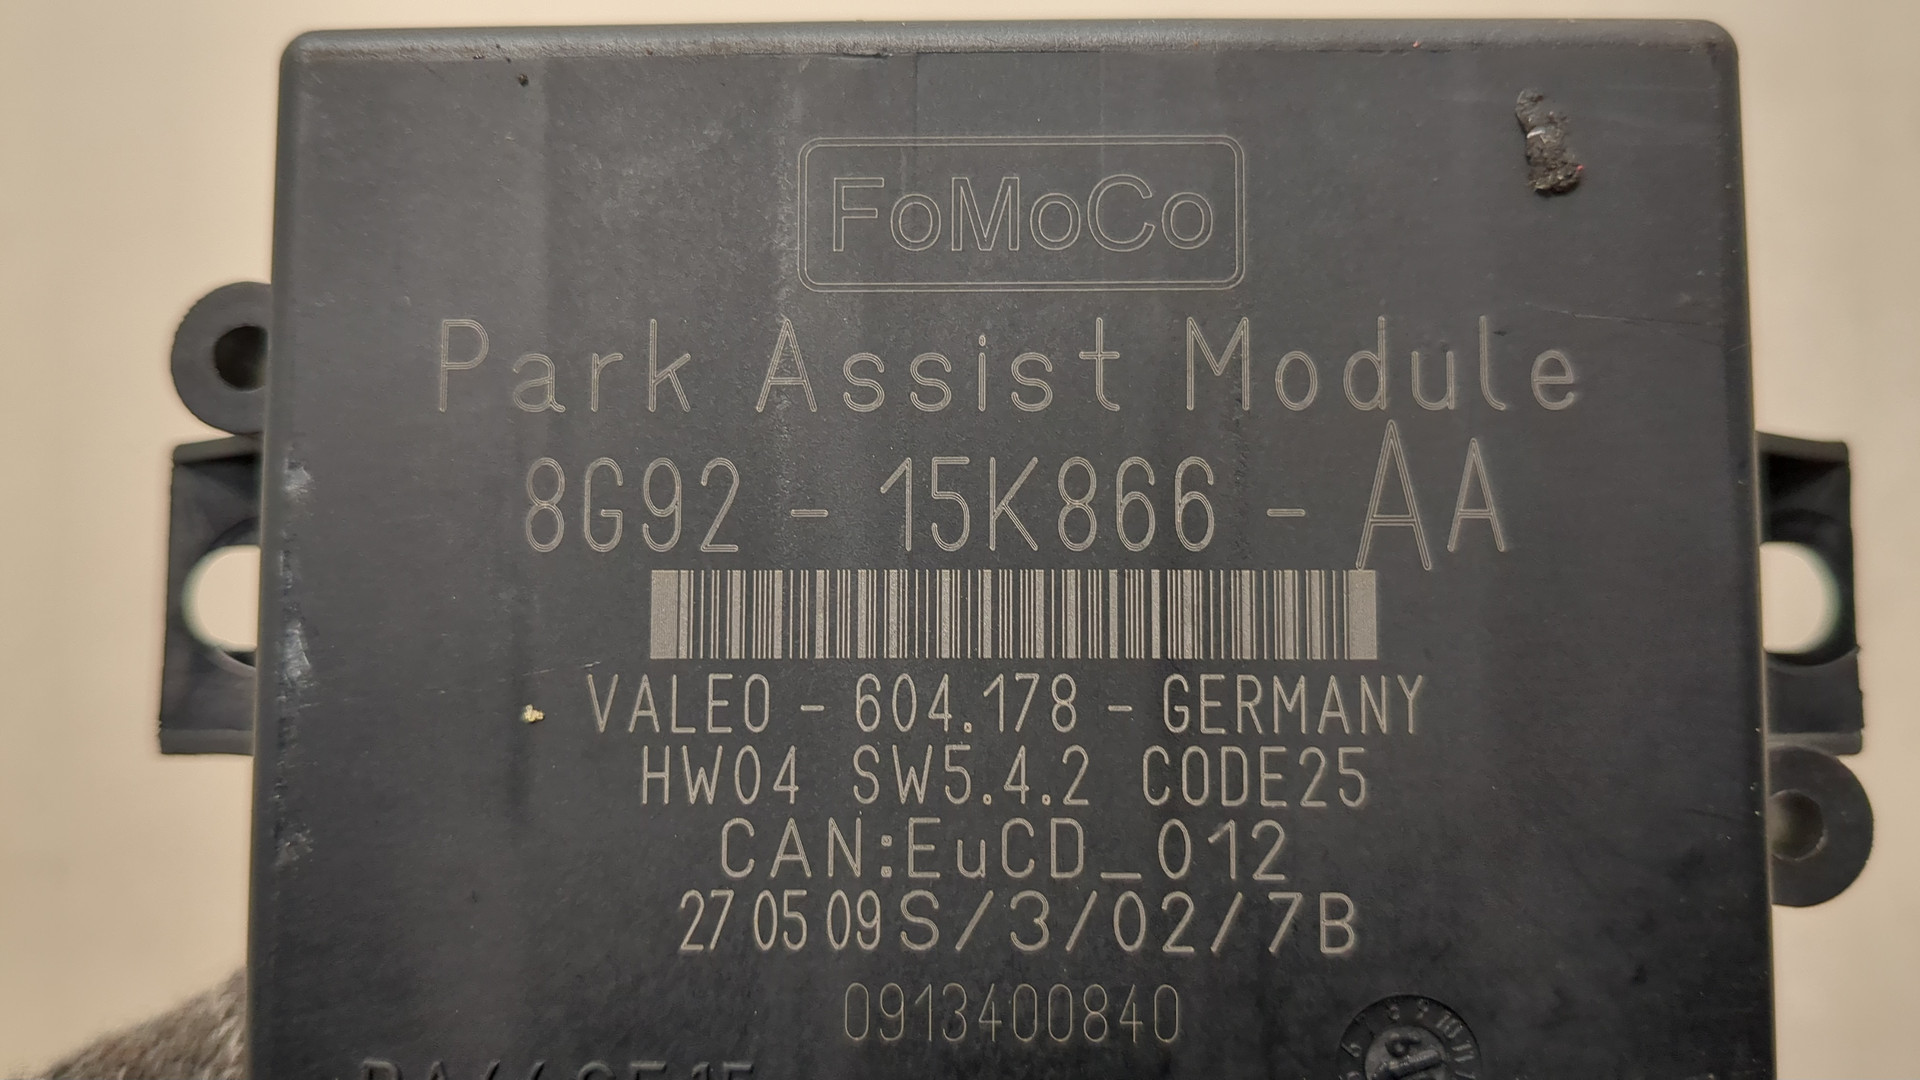 FoMoCo
Park Assist Module
8G92 - 15K866 - AA
VALEO - 604.178 - GERMANY
HW04 SW5.4.2 CODE25
CAN:EuCD_012
27 05 09 S/3/02/7B
0913400840